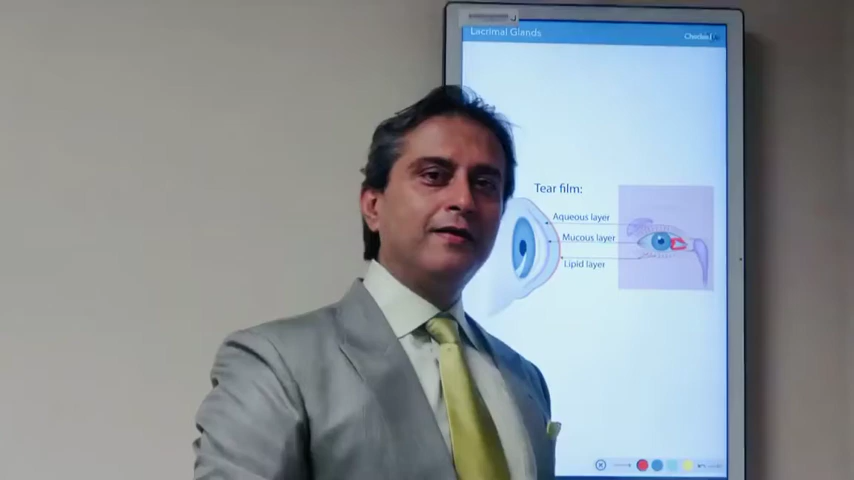 Lacrimal Glands
Tear film:
Aqueous layer
Mucous layer
Lipid layer